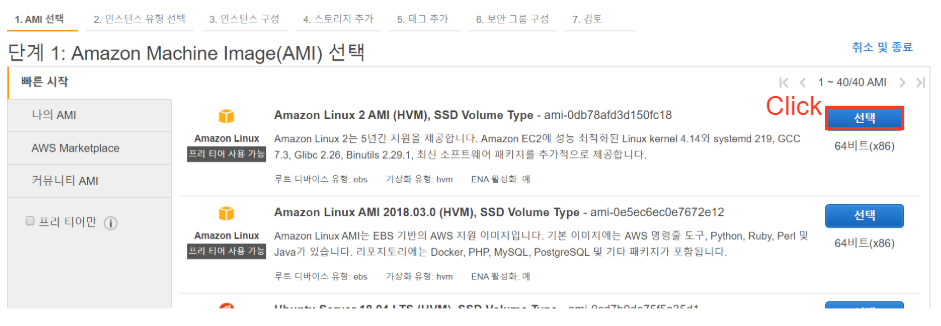 1. AMI 선택 2. 인스턴스 유형 선택 3. 인스턴스 구성 4. 스토리지 추가 5. 태그 추가 6. 보안 그룹 구성 7. 검토
단계 1: Amazon Machine Image(AMI) 선택
취소 및 종료
빠른 시작
1 ~ 40/40 AMI
나의 AMI
AWS Marketplace
커뮤니티 AMI
프리 티어만
Click
Amazon Linux
프리 티어 사용 가능
Amazon Linux 2 AMI (HVM), SSD Volume Type - ami-0db78afd3d150fc18
Amazon Linux 2는 5년간 지원을 제공합니다. Amazon EC2에 성능 최적화된 Linux kernel 4.14와 systemd 219, GCC
7.3, Glibc 2.26, Binutils 2.29.1, 최신 소프트웨어 패키지를 추가적으로 제공합니다.
루트 디바이스 유형: ebs 가상화 유형: hvm ENA 활성화: 예
선택
64비트(x86)
Amazon Linux
프리 티어 사용 가능
Amazon Linux AMI 2018.03.0 (HVM), SSD Volume Type - ami-0e5ec6ec0e7672e12
Amazon Linux AMI는 EBS 기반의 AWS 지원 이미지입니다. 기본 이미지에는 AWS 명령줄 도구, Python, Ruby, Perl 및
Java가 있습니다. 리포지토리에는 Docker, PHP, MySQL, PostgreSQL 및 기타 패키지가 포함됩니다.
루트 디바이스 유형: ebs 가상화 유형: hvm ENA 활성화: 예
선택
64비트(x86)
Ubuntu Server 18.04 LTS (HVM), SSD Volume Type